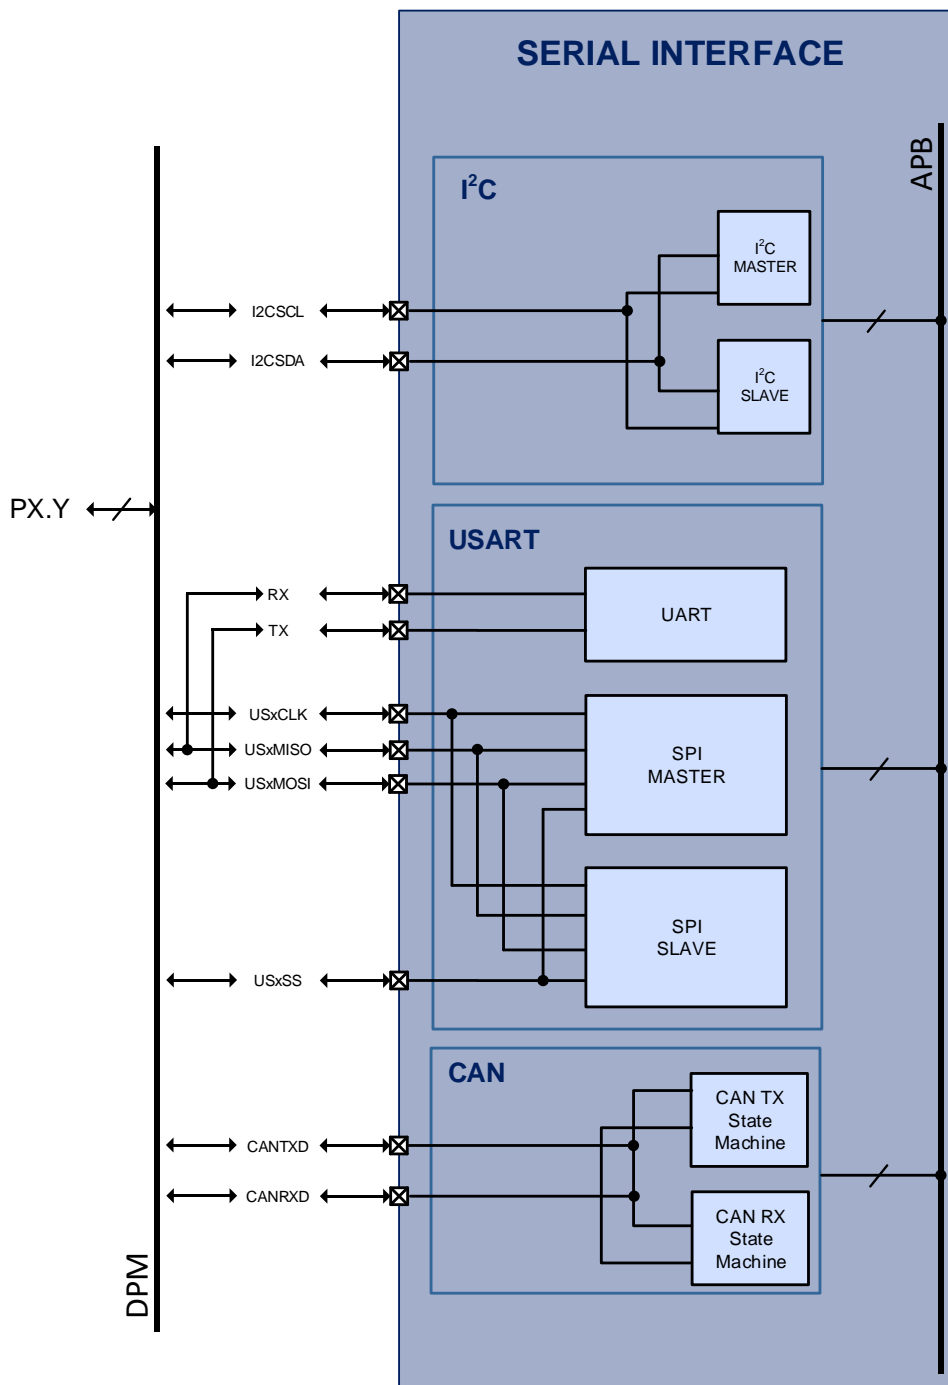 SERIAL INTERFACE
APB
I²C
I²C
MASTER
I2CSCL
I2CSDA
I²C
SLAVE
PX.Y
USART
RX
UART
TX
USxCLK
USxMISO
SPI
MASTER
USxMOSI
SPI
SLAVE
USxSS
CAN
CAN TX
State
Machine
CANTXD
CANRXD
CAN RX
State
Machine
DPM